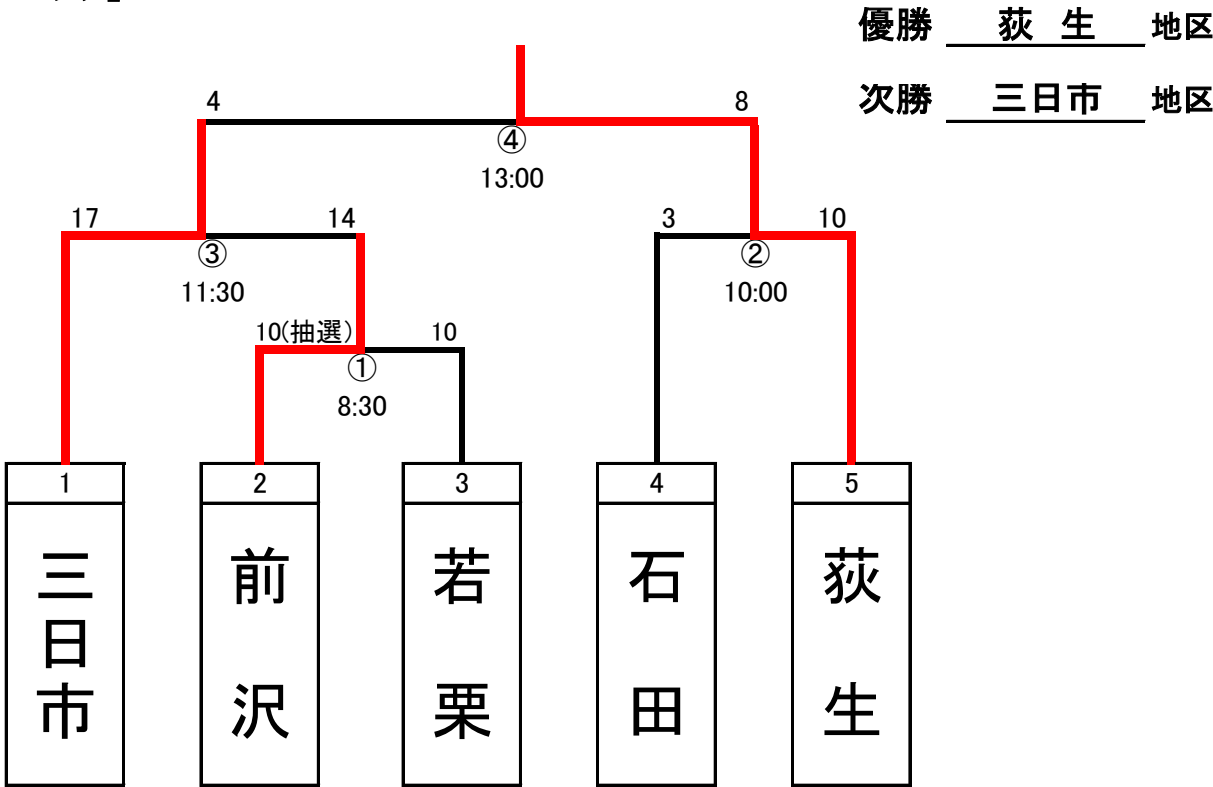 優勝 荻 生 地区
次勝 三日市 地区
4 8
④
13:00
17 14 3 10
③ ②
11:30 10:00
10(抽選) 10
①
8:30
1 2 3 4 5
三日市 前沢 若栗 石田 荻生